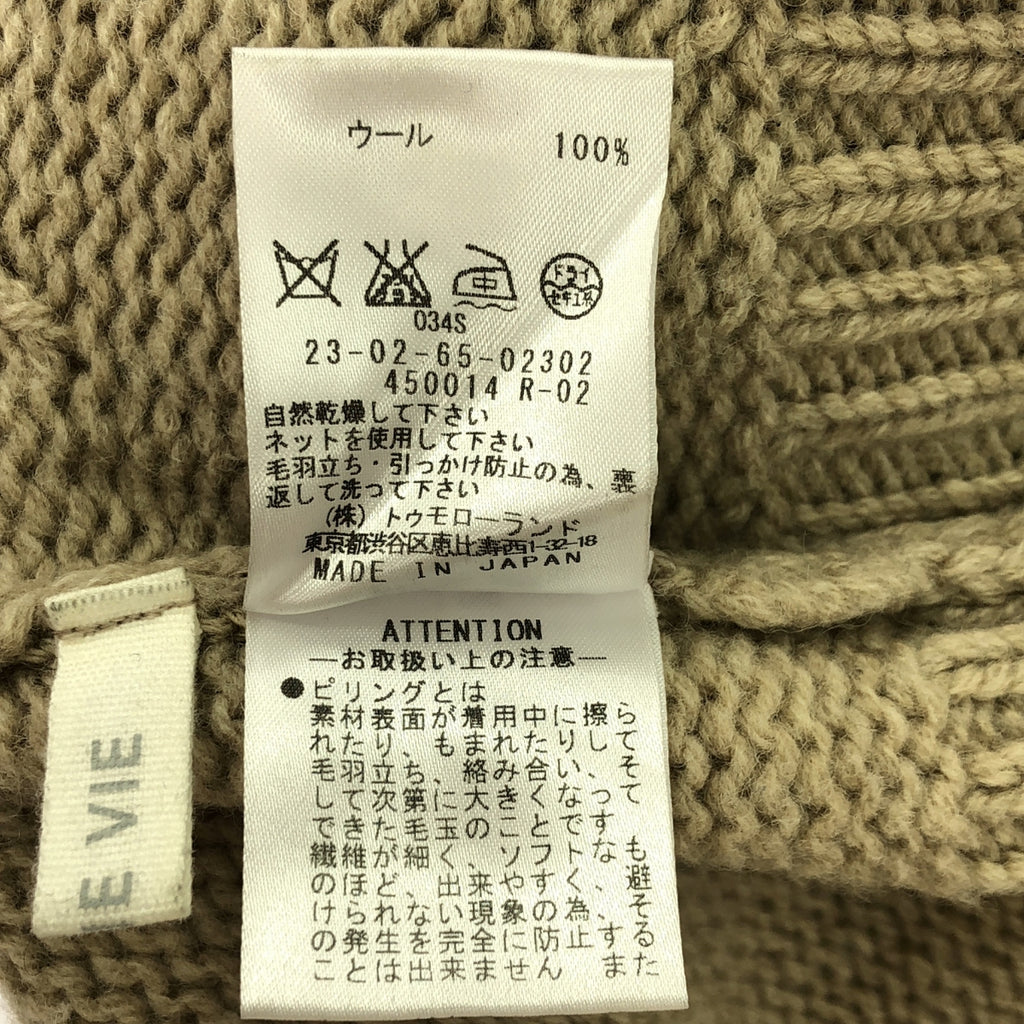 ウール 100%
ドライ
セキユ系
034S
23-02-65-02302
450014 R-02
自然乾燥して下さい
ネットを使用して下さい
毛羽立ち・引っかけ防止の為、裏
返して洗って下さい
(株)トゥモローランド
東京都渋谷区恵比寿西1-32-18
MADE IN JAPAN
ATTENTION
―お取扱い上の注意―
●ピリングとは
素材表面が着用中に擦ら
れたり、もまれたりして
毛羽立ち、絡み合い、そ
して次第に大きくなって
できた毛玉のことです。
繊維が細く、ソフトなも
のほど、出来やすく、避
けられない現象の為、そ
の発生を完全に防止する
ことは出来ません。また
E VIE